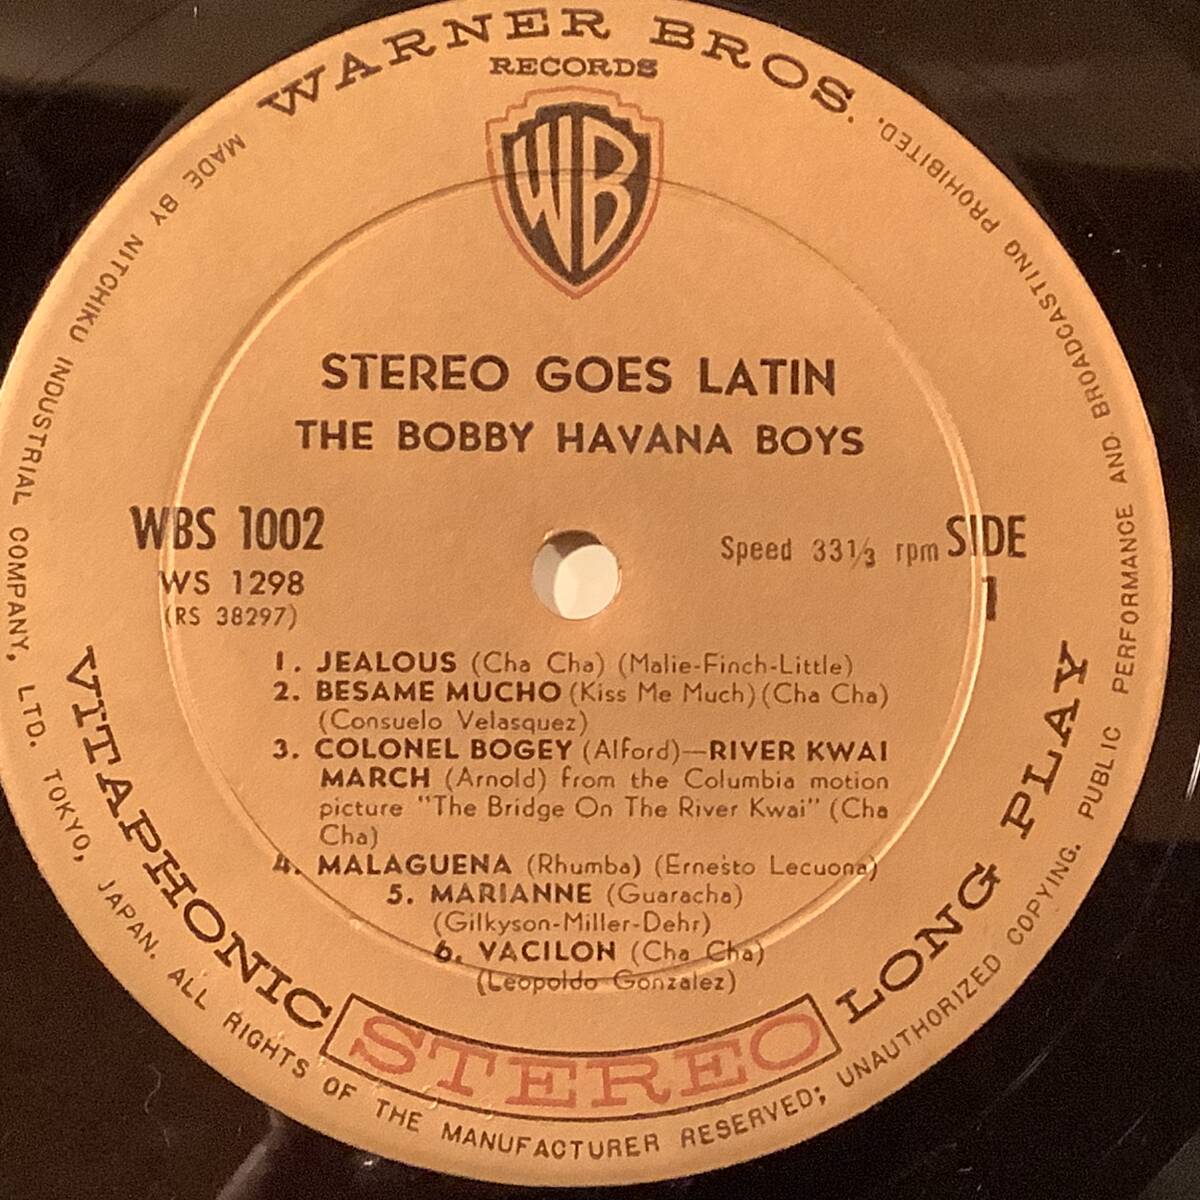 WARNER BROS.
RECORDS
WB
STEREO GOES LATIN
THE BOBBY HAVANA BOYS
WBS 1002
WS 1298
(RS 38297)
Speed 33 1/3 rpm
SIDE
1
1. JEALOUS (Cha Cha) (Malie-Finch-Little)
2. BESAME MUCHO (Kiss Me Much) (Cha Cha)
(Consuelo Velasquez)
3. COLONEL BOGEY (Alford)—RIVER KWAI
MARCH (Arnold) from the Columbia motion
picture "The Bridge On The River Kwai" (Cha
Cha)
4. MALAGUENA (Rhumba) (Ernesto Lecuona)
5. MARIANNE (Guaracha)
(Gilkyson-Miller-Dehr)
6. VACILON (Cha Cha)
(Leopoldo Gonzalez)
VITAPHONIC STEREO LONG PLAY
MADE BY NITCHIKU INDUSTRIAL COMPANY, LTD. TOKYO, JAPAN. ALL RIGHTS OF THE MANUFACTURER RESERVED; UNAUTHORIZED COPYING. PUBLIC PERFORMANCE AND BROADCASTING PROHIBITED.